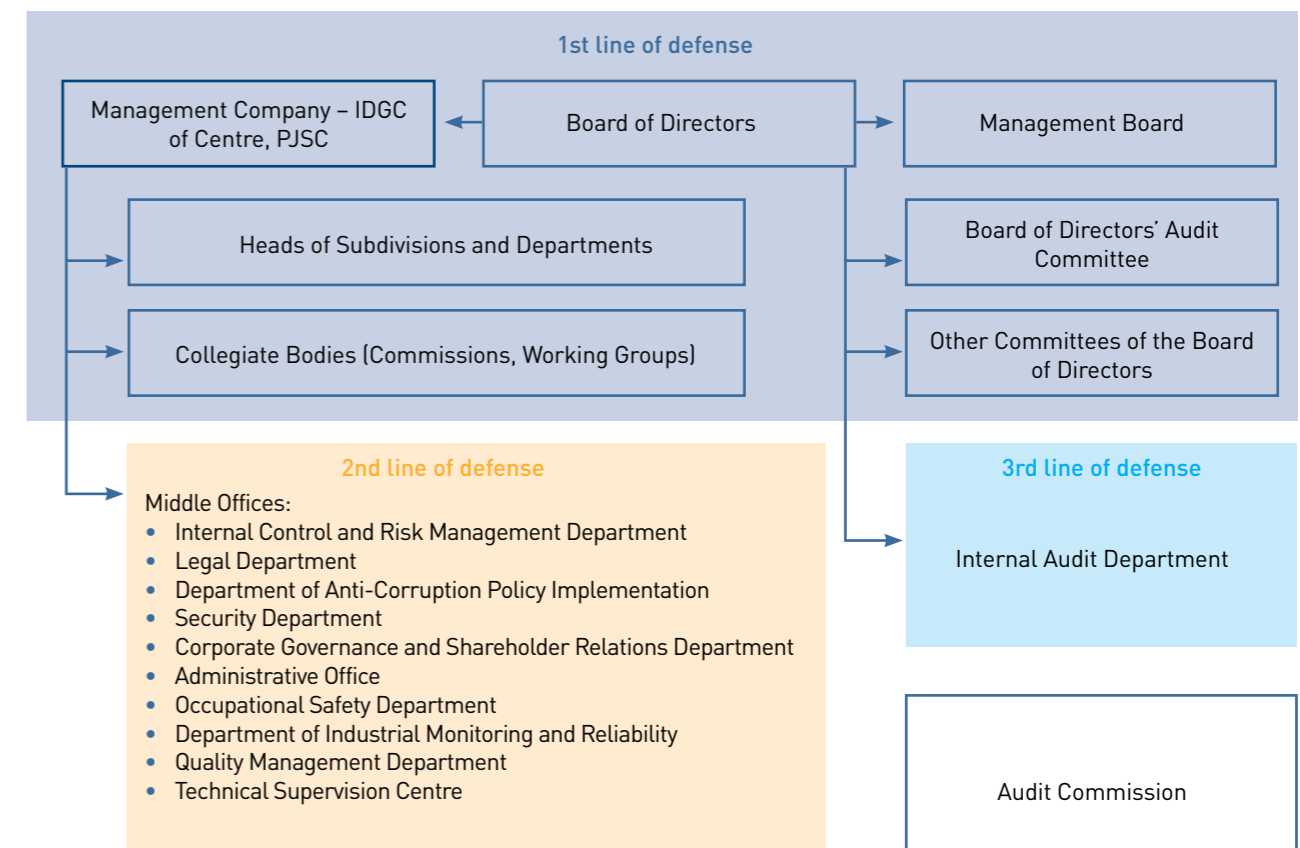 1st line of defense
Management Company – IDGC
of Centre, PJSC
Board of Directors
Management Board
Heads of Subdivisions and Departments
Board of Directors’ Audit
Committee
Collegiate Bodies (Commissions, Working Groups)
Other Committees of the Board
of Directors
2nd line of defense
Middle Offices:
• Internal Control and Risk Management Department
• Legal Department
• Department of Anti-Corruption Policy Implementation
• Security Department
• Corporate Governance and Shareholder Relations Department
• Administrative Office
• Occupational Safety Department
• Department of Industrial Monitoring and Reliability
• Quality Management Department
• Technical Supervision Centre
3rd line of defense
Internal Audit Department
Audit Commission